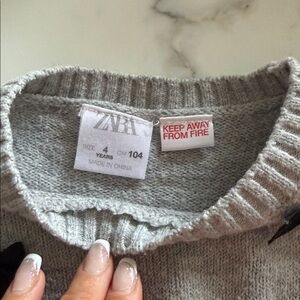 ZARA
SIZE 4 CM 104
YEARS
MADE IN CHINA
KEEP AWAY
FROM FIRE